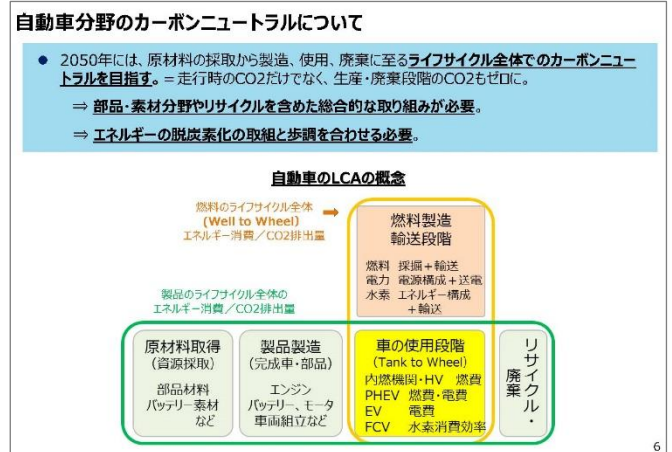 自動車分野のカーボンニュートラルについて
● 2050年には、原材料の採取から製造、使用、廃棄に至るライフサイクル全体でのカーボンニュー
トラルを目指す。=走行時のCO2だけでなく、生産・廃棄段階のCO2もゼロに。
⇒ 部品・素材分野やリサイクルを含めた総合的な取り組みが必要。
⇒ エネルギーの脱炭素化の取組と歩調を合わせる必要。
自動車のLCAの概念
燃料のライフサイクル全体
(Well to Wheel)
エネルギー消費/CO2排出量
燃料製造
輸送段階
燃料 採掘+輸送
電力 電源構成+送電
水素 エネルギー構成
+輸送
製品のライフサイクル全体の
エネルギー消費/CO2排出量
原材料取得
(資源採取)
部品材料
バッテリー素材
など
製品製造
(完成車・部品)
エンジン
バッテリー、モータ
車両組立など
車の使用段階
(Tank to Wheel)
内燃機関・HV 燃費
PHEV 燃費・電費
EV 電費
FCV 水素消費効率
リサイクル・
廃棄
6